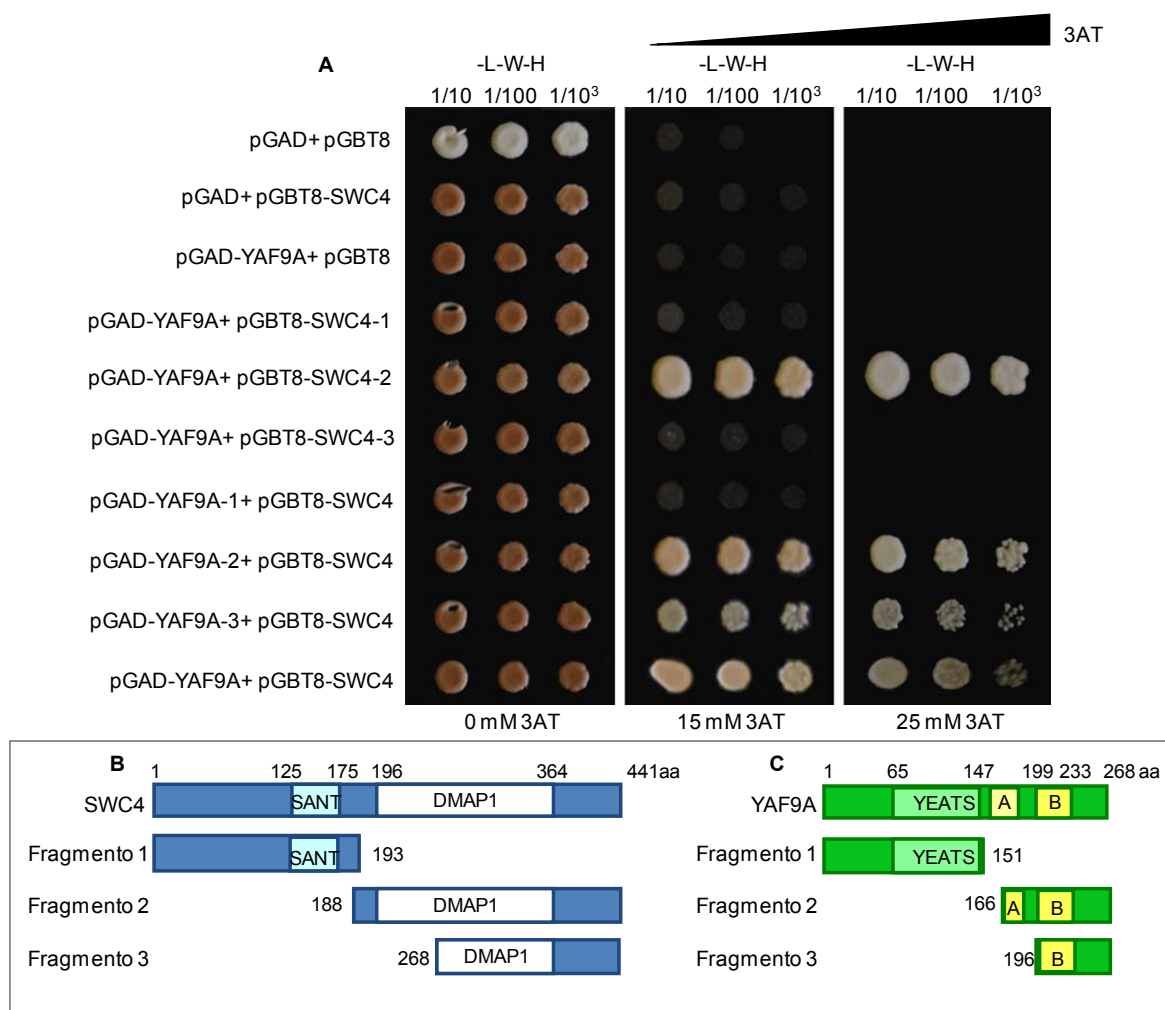 3AT
A
-L-W-H -L-W-H -L-W-H
1/10 1/100 1/10³ 1/10 1/100 1/10³ 1/10 1/100 1/10³
pGAD+ pGBT8
pGAD+ pGBT8-SWC4
pGAD-YAF9A+ pGBT8
pGAD-YAF9A+ pGBT8-SWC4-1
pGAD-YAF9A+ pGBT8-SWC4-2
pGAD-YAF9A+ pGBT8-SWC4-3
pGAD-YAF9A-1+ pGBT8-SWC4
pGAD-YAF9A-2+ pGBT8-SWC4
pGAD-YAF9A-3+ pGBT8-SWC4
pGAD-YAF9A+ pGBT8-SWC4
0 mM 3AT 15 mM 3AT 25 mM 3AT
B
1 125 175 196 364 441aa
SWC4 SANT DMAP1
Fragmento 1 SANT 193
Fragmento 2 188 DMAP1
Fragmento 3 268 DMAP1
C
1 65 147 199 233 268 aa
YAF9A YEATS A B
Fragmento 1 YEATS 151
Fragmento 2 166 A B
Fragmento 3 196 B